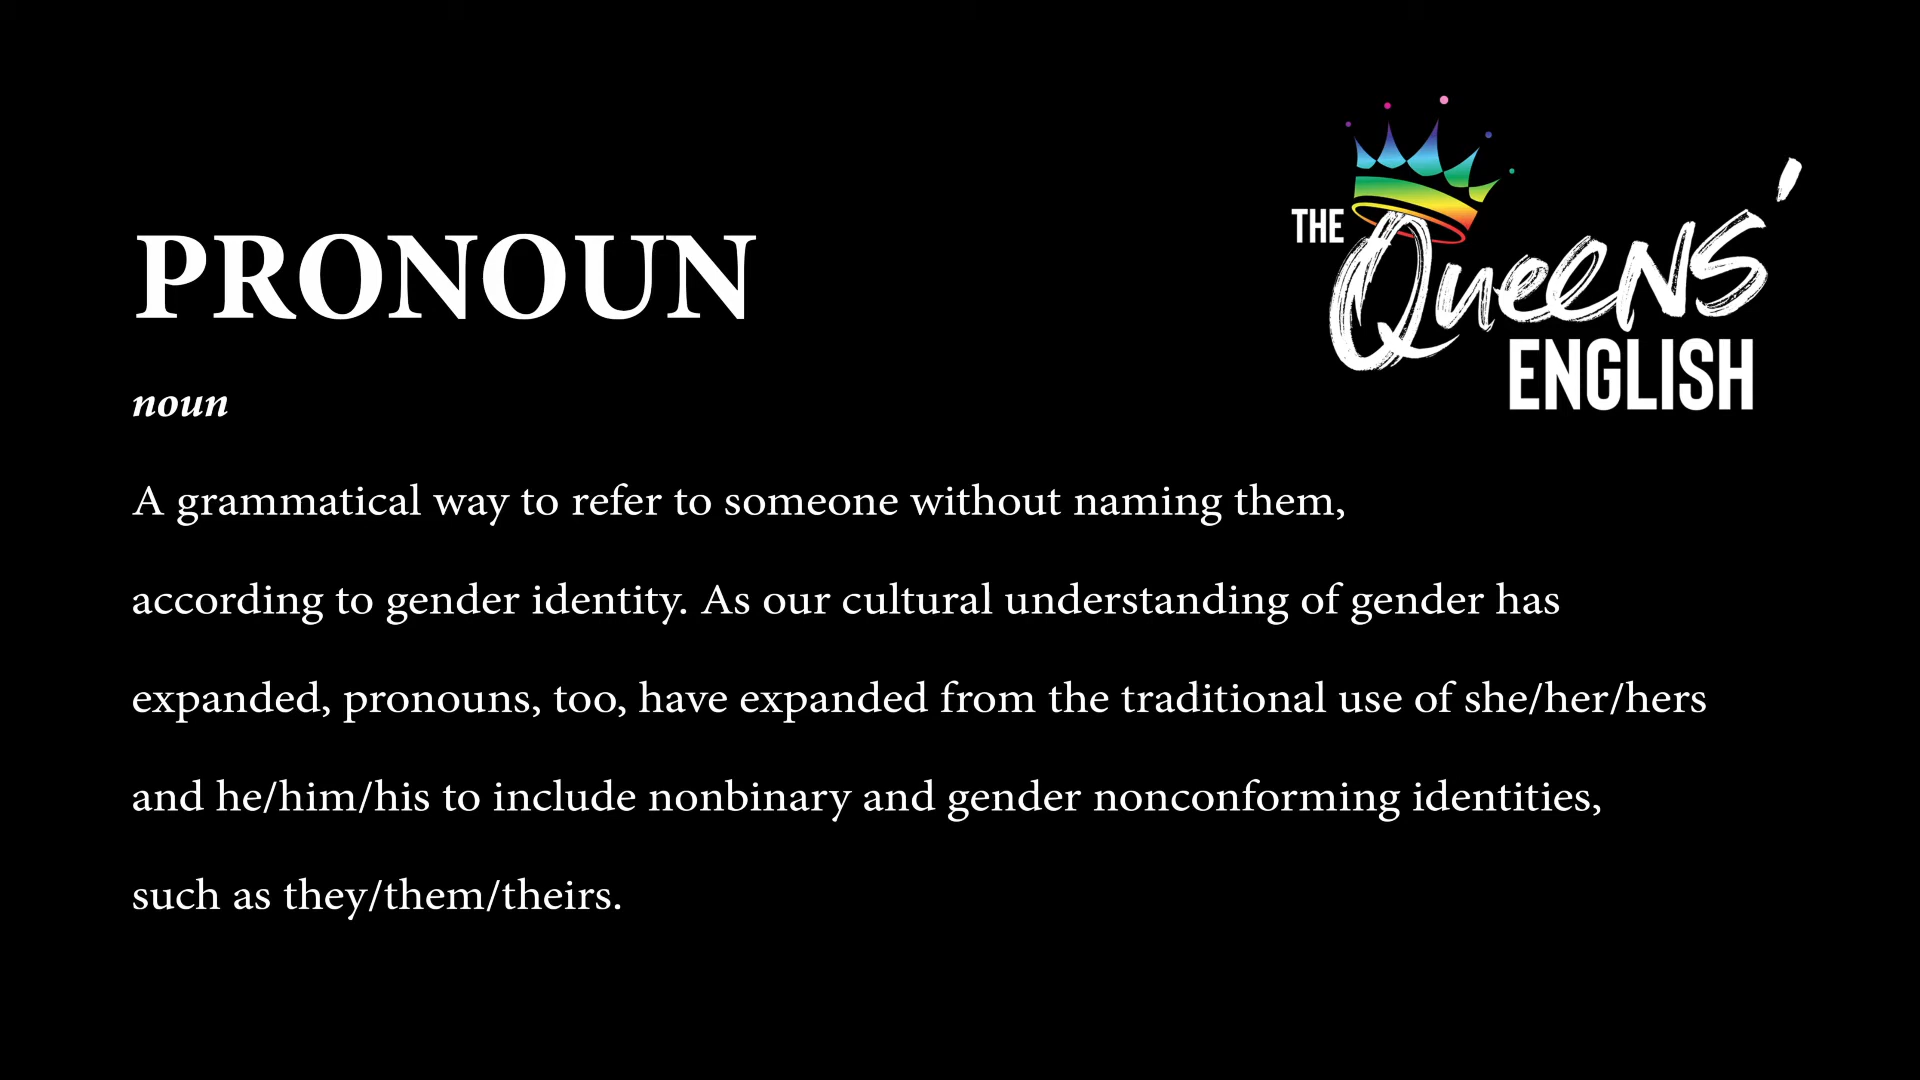 THE
Queens'
ENGLISH
PRONOUN
noun
A grammatical way to refer to someone without naming them,
according to gender identity. As our cultural understanding of gender has
expanded, pronouns, too, have expanded from the traditional use of she/her/hers
and he/him/his to include nonbinary and gender nonconforming identities,
such as they/them/theirs.